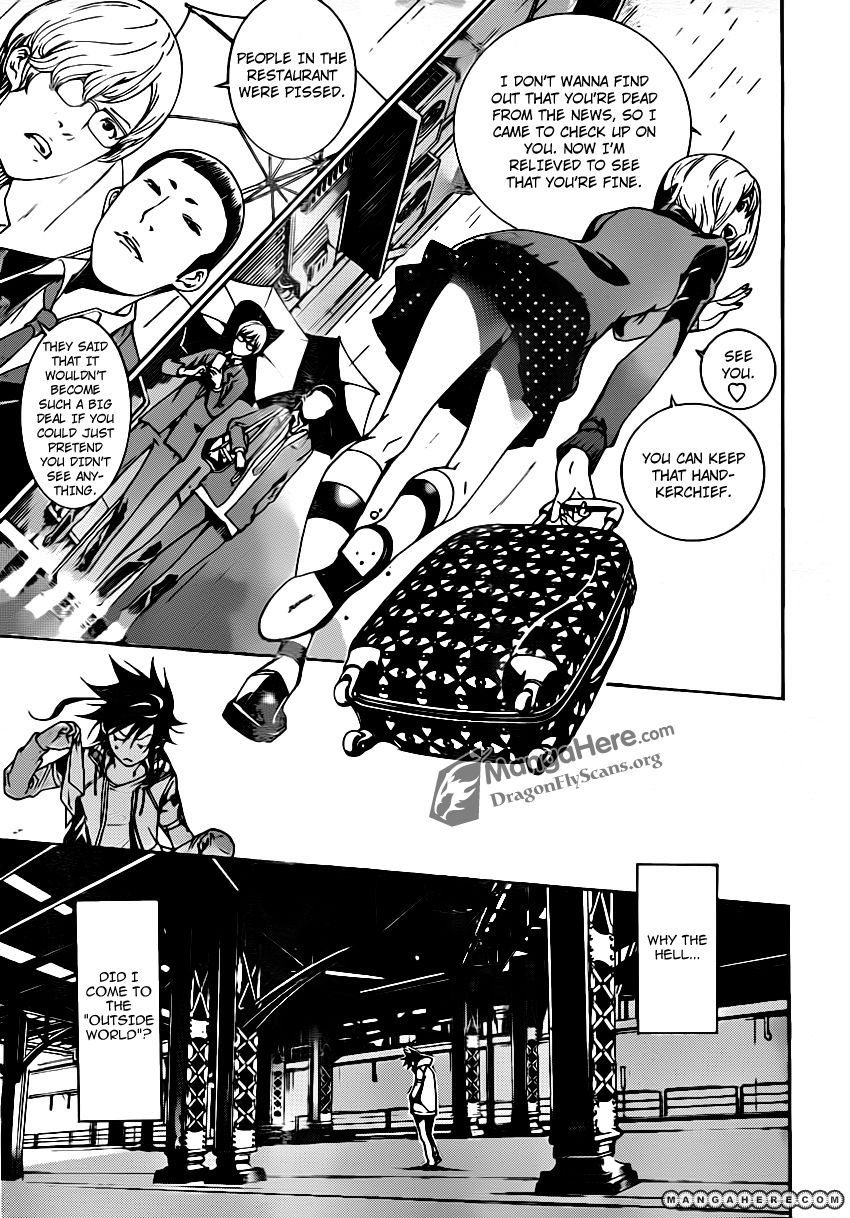 I DON'T WANNA FIND
OUT THAT YOU'RE DEAD
FROM THE NEWS, SO I
CAME TO CHECK UP ON
YOU. NOW I'M
RELIEVED TO SEE
THAT YOU'RE FINE.
SEE
YOU.
♡
YOU CAN KEEP
THAT HAND-
KERCHIEF.
PEOPLE IN THE
RESTAURANT
WERE PISSED.
THEY SAID
THAT IT
WOULDN'T
BECOME
SUCH A BIG
DEAL IF YOU
COULD JUST
PRETEND
YOU DIDN'T
SEE ANY-
THING.
MangaHere.com
DragonFlyScans.org
WHY THE
HELL...
DID I
COME TO
THE
"OUTSIDE
WORLD"?
MANGAHERE.COM